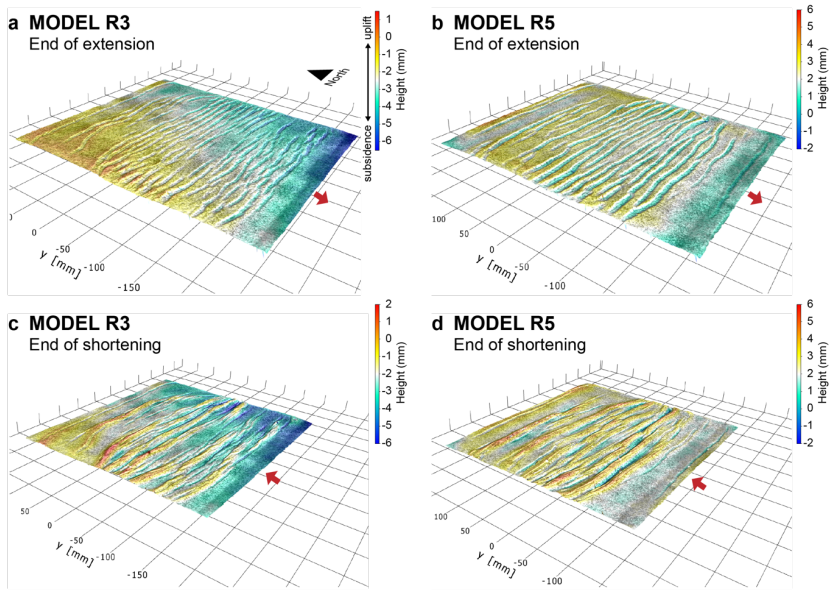 a MODEL R3
End of extension
North
uplift
subsidence
Height (mm)
1
0
-1
-2
-3
-4
-5
-6
0
-50
-100
-150
y [mm]
b MODEL R5
End of extension
Height (mm)
6
5
4
3
2
1
0
-1
-2
100
50
0
-50
-100
y [mm]
c MODEL R3
End of shortening
Height (mm)
2
1
0
-1
-2
-3
-4
-5
-6
50
0
-50
-100
-150
y [mm]
d MODEL R5
End of shortening
Height (mm)
6
5
4
3
2
1
0
-1
-2
100
50
0
-50
-100
y [mm]